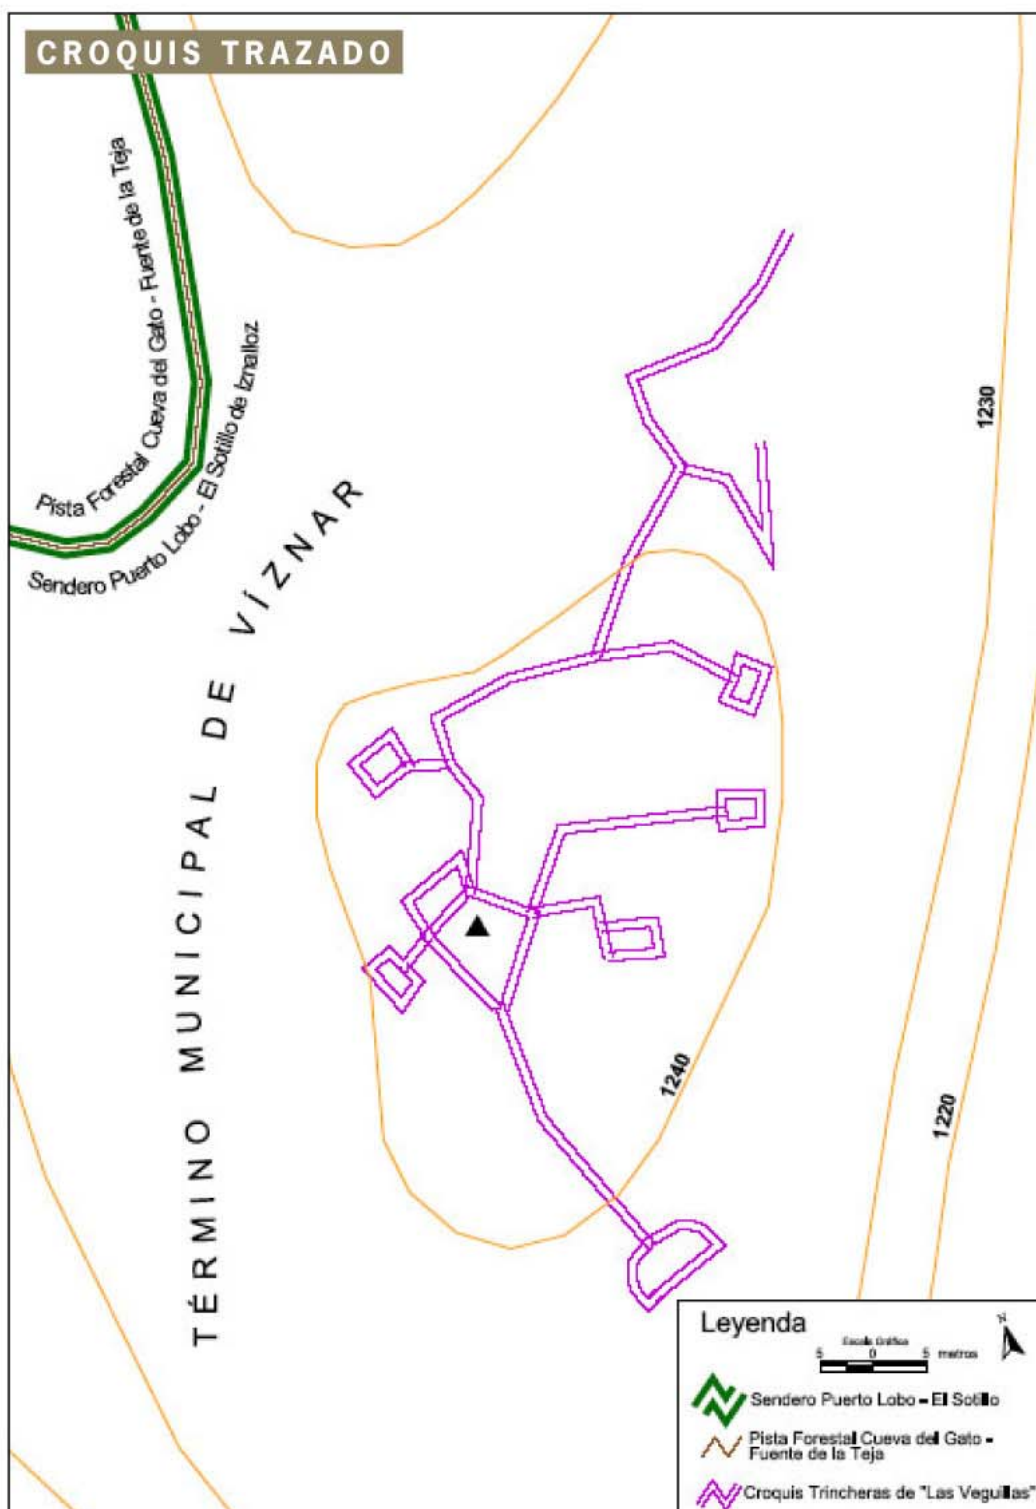 CROQUIS TRAZADO
Pista Forestal Cueva del Gato - Fuente de la Teja
Sendero Puerto Lobo - El Sotillo de Iznalloz
TÉRMINO MUNICIPAL DE VÍZNAR
1230
1240
1220
Leyenda
N
Escala Gráfica
5 0 5 metros
Sendero Puerto Lobo - El Sotillo
Pista Forestal Cueva del Gato -
Fuente de la Teja
Croquis Trincheras de "Las Veguillas"